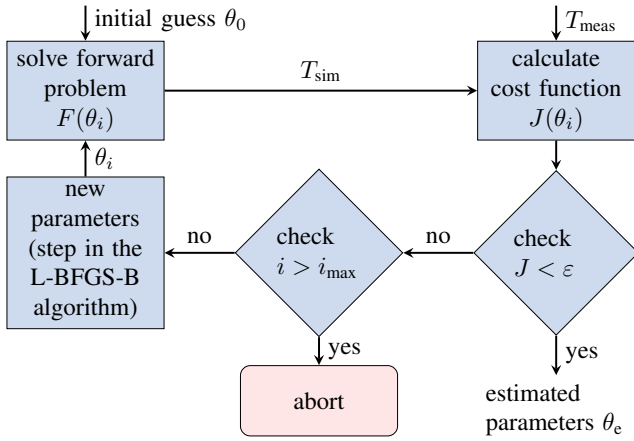 initial guess θ₀
T_meas
solve forward
problem
F(θᵢ)
T_sim
calculate
cost function
J(θᵢ)
θᵢ
new
parameters
(step in the
L-BFGS-B
algorithm)
no
check
i > i_max
no
check
J < ε
yes
abort
yes
estimated
parameters θₑ